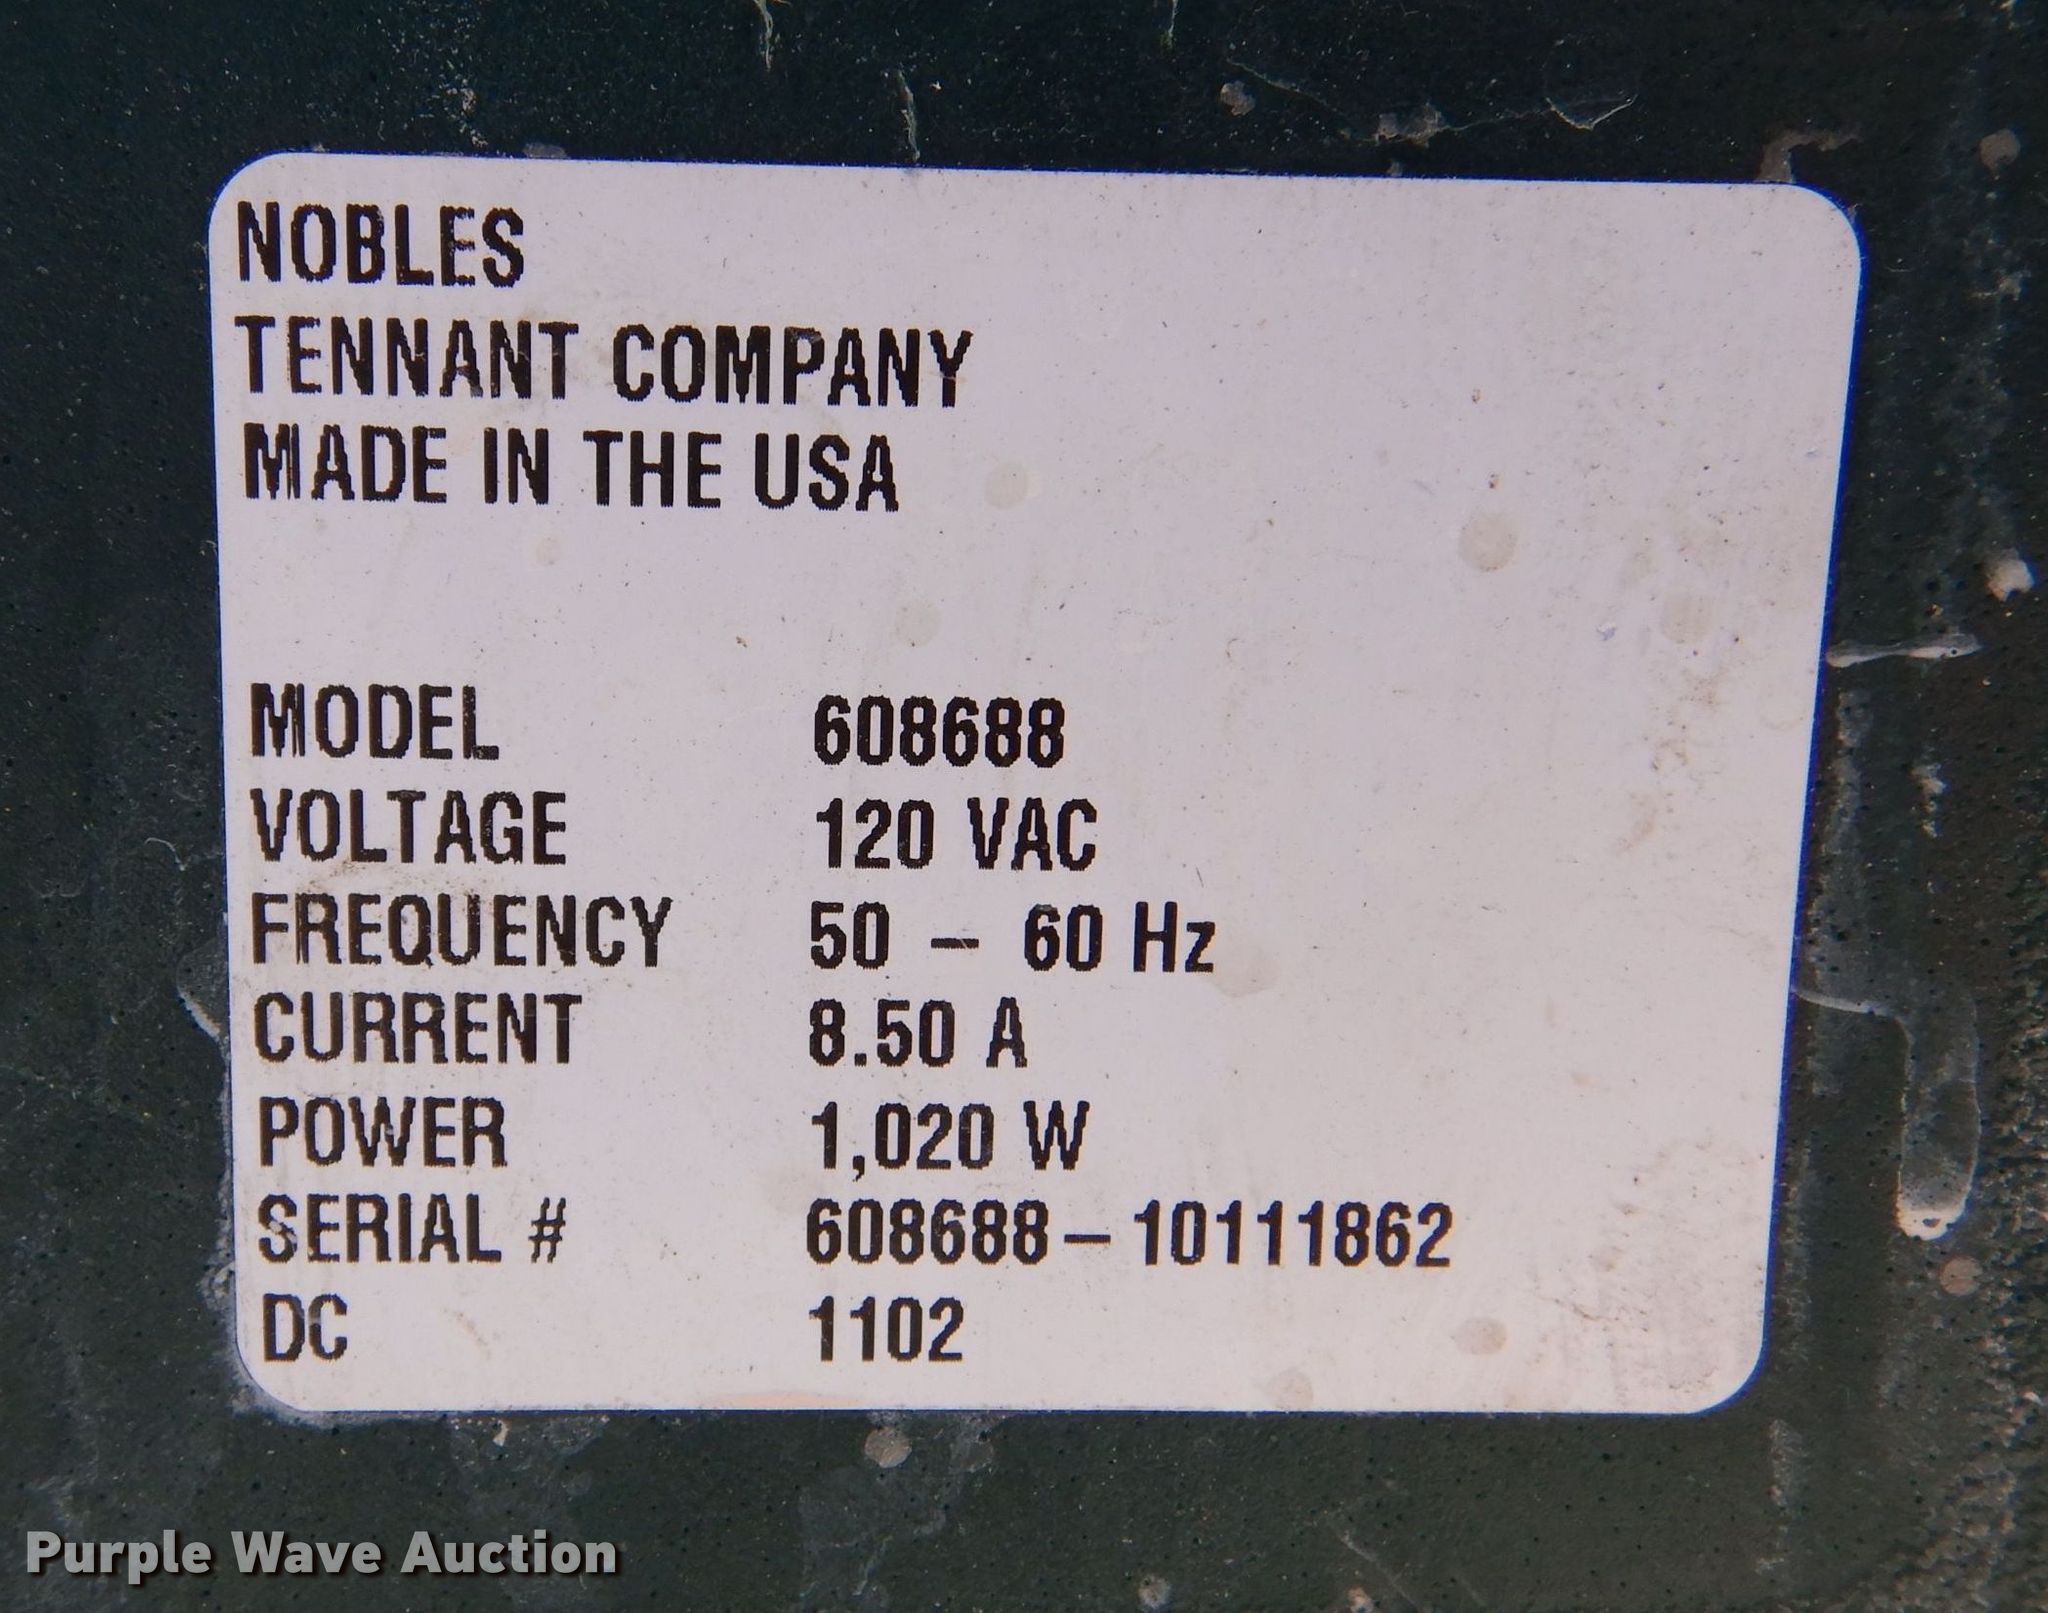 NOBLES
TENNANT COMPANY
MADE IN THE USA
MODEL 608688
VOLTAGE 120 VAC
FREQUENCY 50 – 60 Hz
CURRENT 8.50 A
POWER 1,020 W
SERIAL # 608688–10111862
DC 1102
Purple Wave Auction